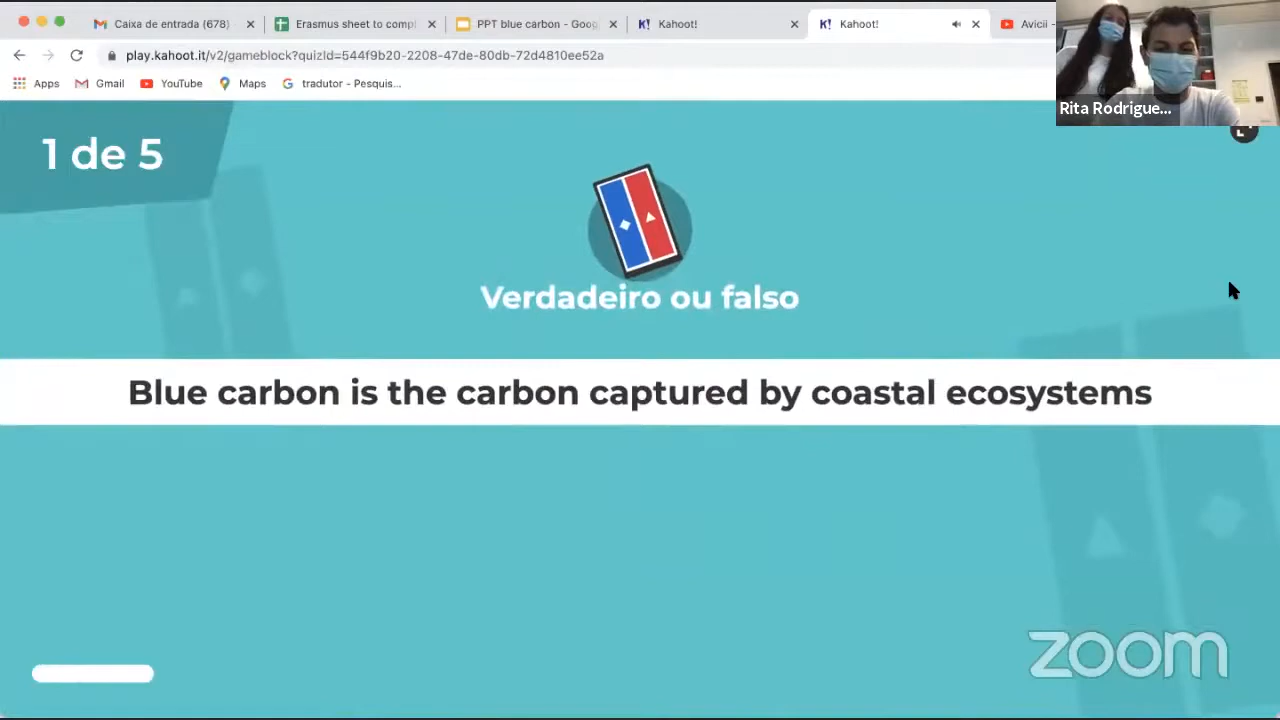 Caixa de entrada (678)
Erasmus sheet to compl
PPT blue carbon - Goog
Kahoot!
Kahoot!
Avicii -
play.kahoot.it/v2/gameblock?quizId=544f9b20-2208-47de-80db-72d4810ee52a
Apps
Gmail
YouTube
Maps
tradutor - Pesquis...
Rita Rodrigue...
1 de 5
Verdadeiro ou falso
Blue carbon is the carbon captured by coastal ecosystems
zoom